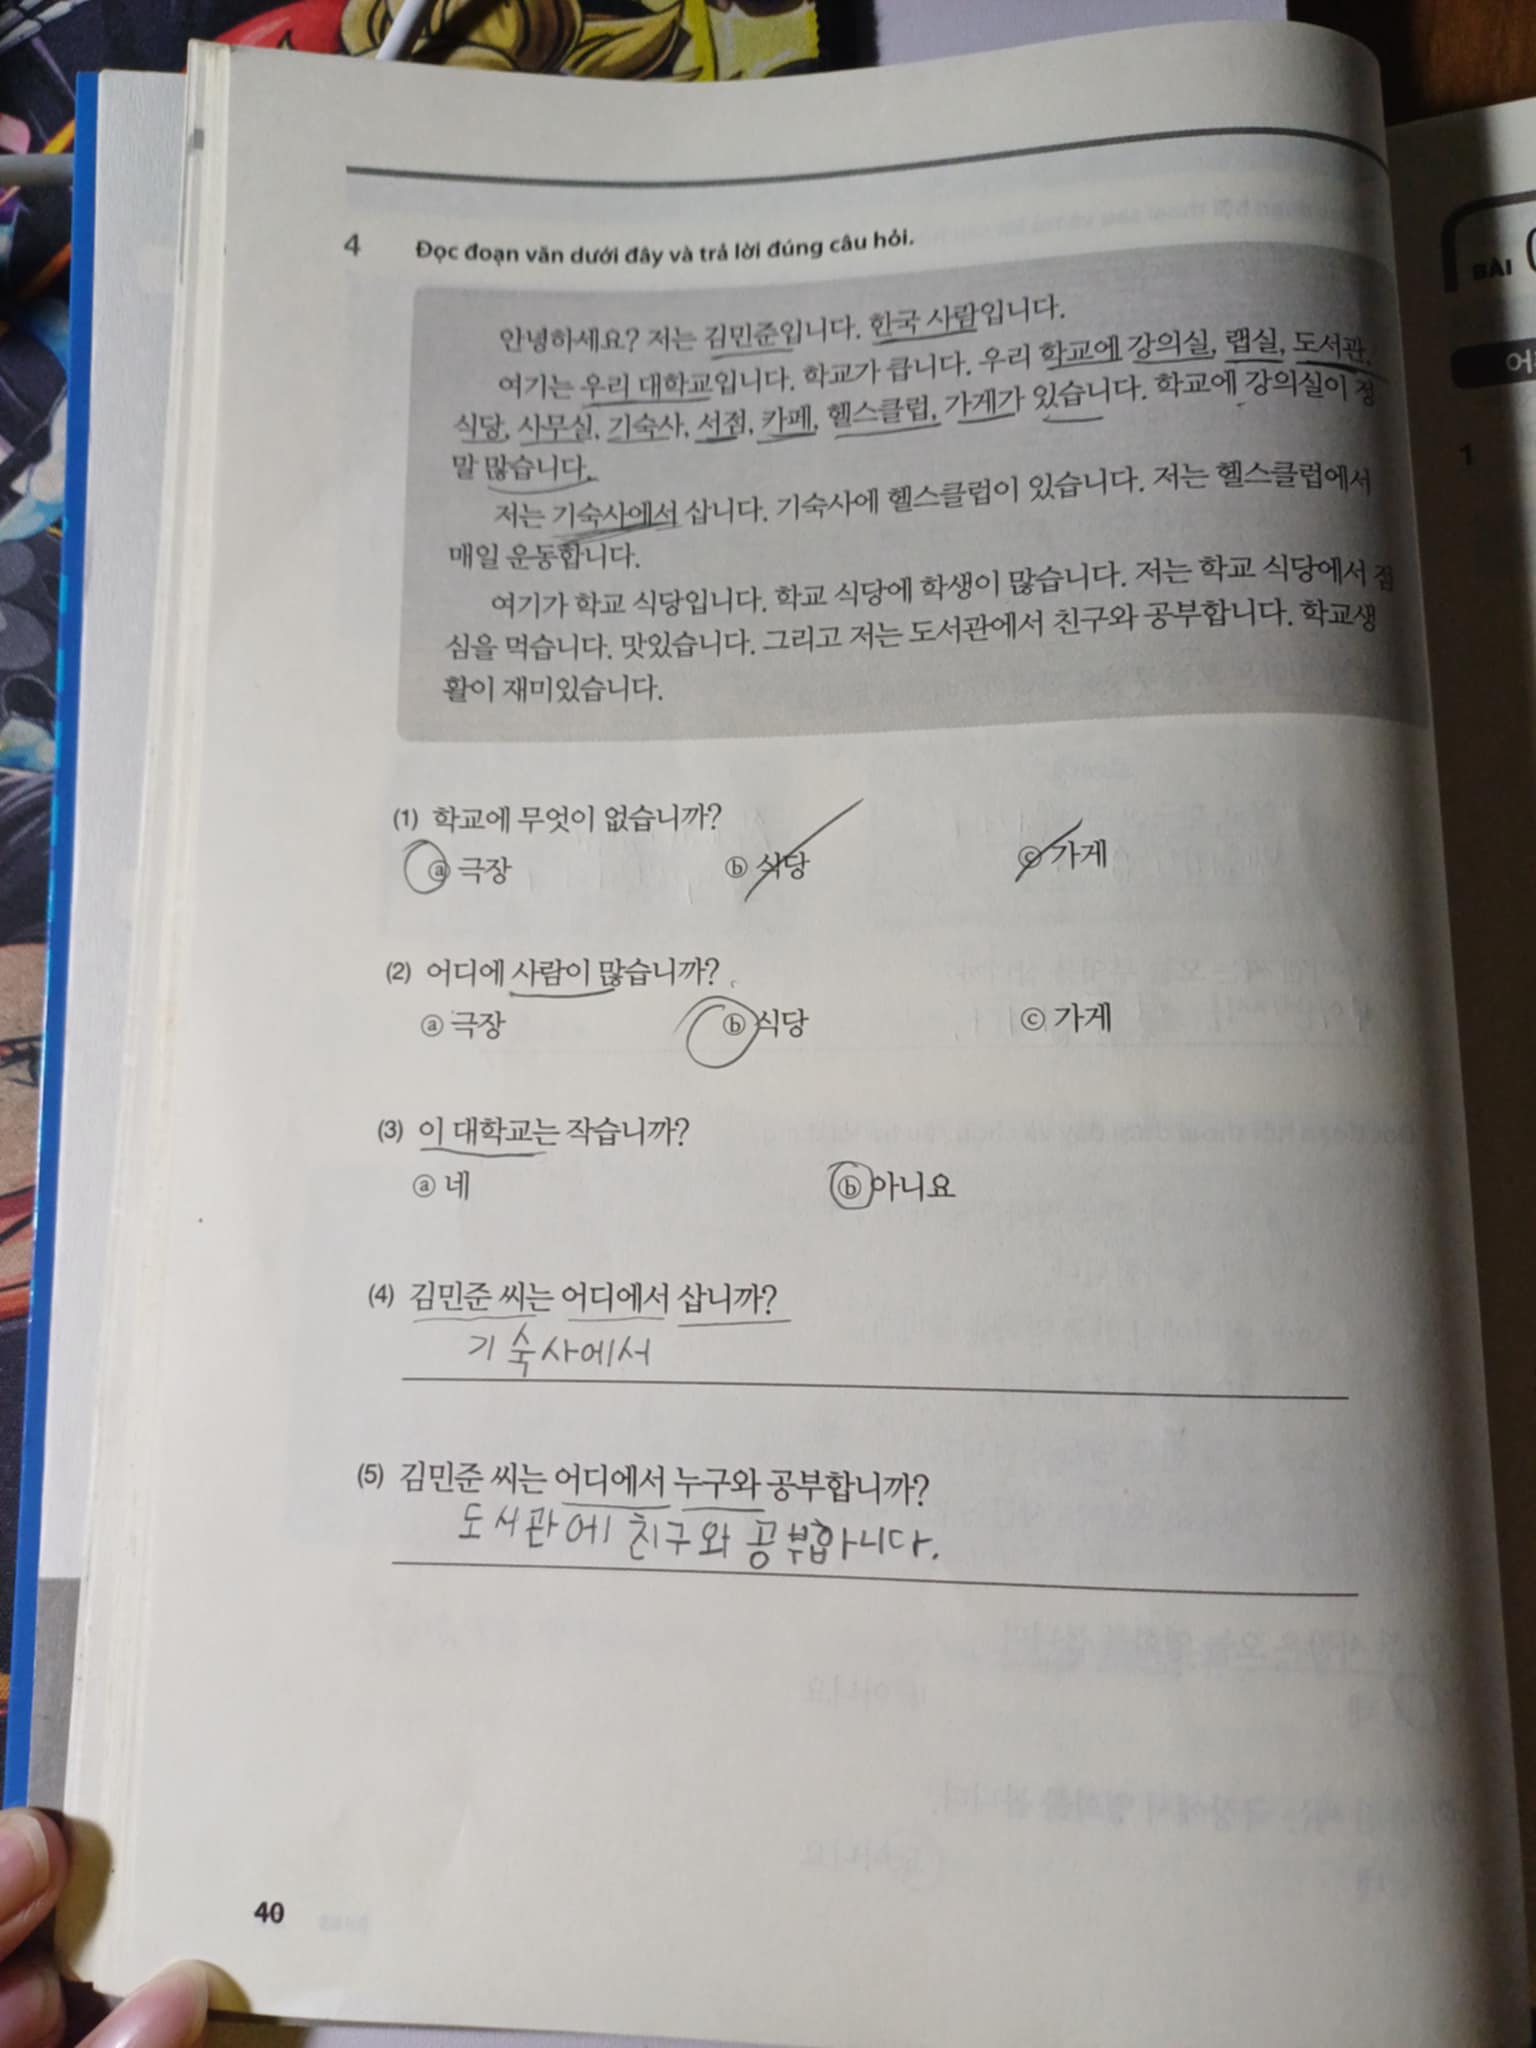 4 Đọc đoạn văn dưới đây và trả lời đúng câu hỏi.
안녕하세요? 저는 김민준입니다. 한국 사람입니다.
여기는 우리 대학교입니다. 학교가 큽니다. 우리 학교에 강의실, 랩실, 도서관,
식당, 사무실, 기숙사, 서점, 카페, 헬스클럽, 가게가 있습니다. 학교에 강의실이 정
말 많습니다.
저는 기숙사에서 삽니다. 기숙사에 헬스클럽이 있습니다. 저는 헬스클럽에서
매일 운동합니다.
여기가 학교 식당입니다. 학교 식당에 학생이 많습니다. 저는 학교 식당에서 점
심을 먹습니다. 맛있습니다. 그리고 저는 도서관에서 친구와 공부합니다. 학교생
활이 재미있습니다.
(1) 학교에 무엇이 없습니까?
ⓐ 극장 ⓑ 식당 ⓒ 가게
(2) 어디에 사람이 많습니까?
ⓐ 극장 ⓑ 식당 ⓒ 가게
(3) 이 대학교는 작습니까?
ⓐ 네 ⓑ 아니요
(4) 김민준 씨는 어디에서 삽니까?
기숙사에서
(5) 김민준 씨는 어디에서 누구와 공부합니까?
도서관에 친구와 공부합니다.
40
BÀI
어
1